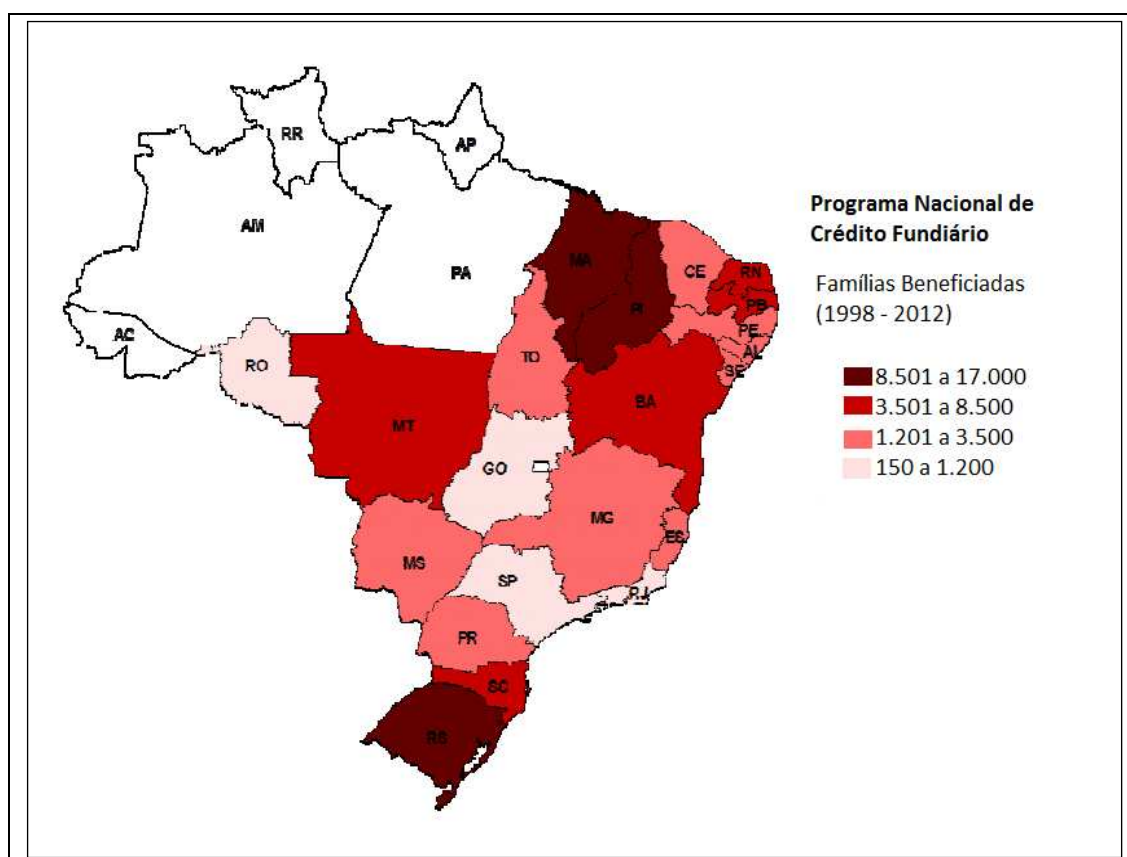 RR
AP
AM
PA
MA
CE
RN
PI
PB
PE
AC
AL
TO
SE
RO
BA
MT
GO
MG
ES
MS
SP
RJ
PR
SC
RS
Programa Nacional de
Crédito Fundiário
Famílias Beneficiadas
(1998 - 2012)
8.501 a 17.000
3.501 a 8.500
1.201 a 3.500
150 a 1.200